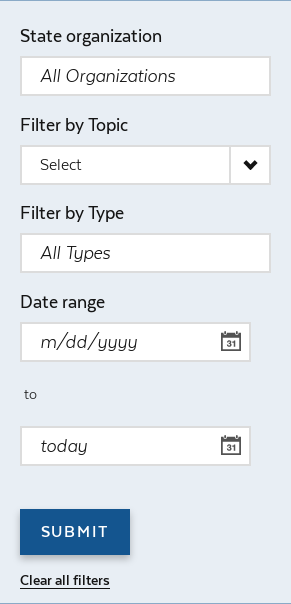 State organization
All Organizations
Filter by Topic
Select
Filter by Type
All Types
Date range
m/dd/yyyy
31
to
today
31
SUBMIT
Clear all filters